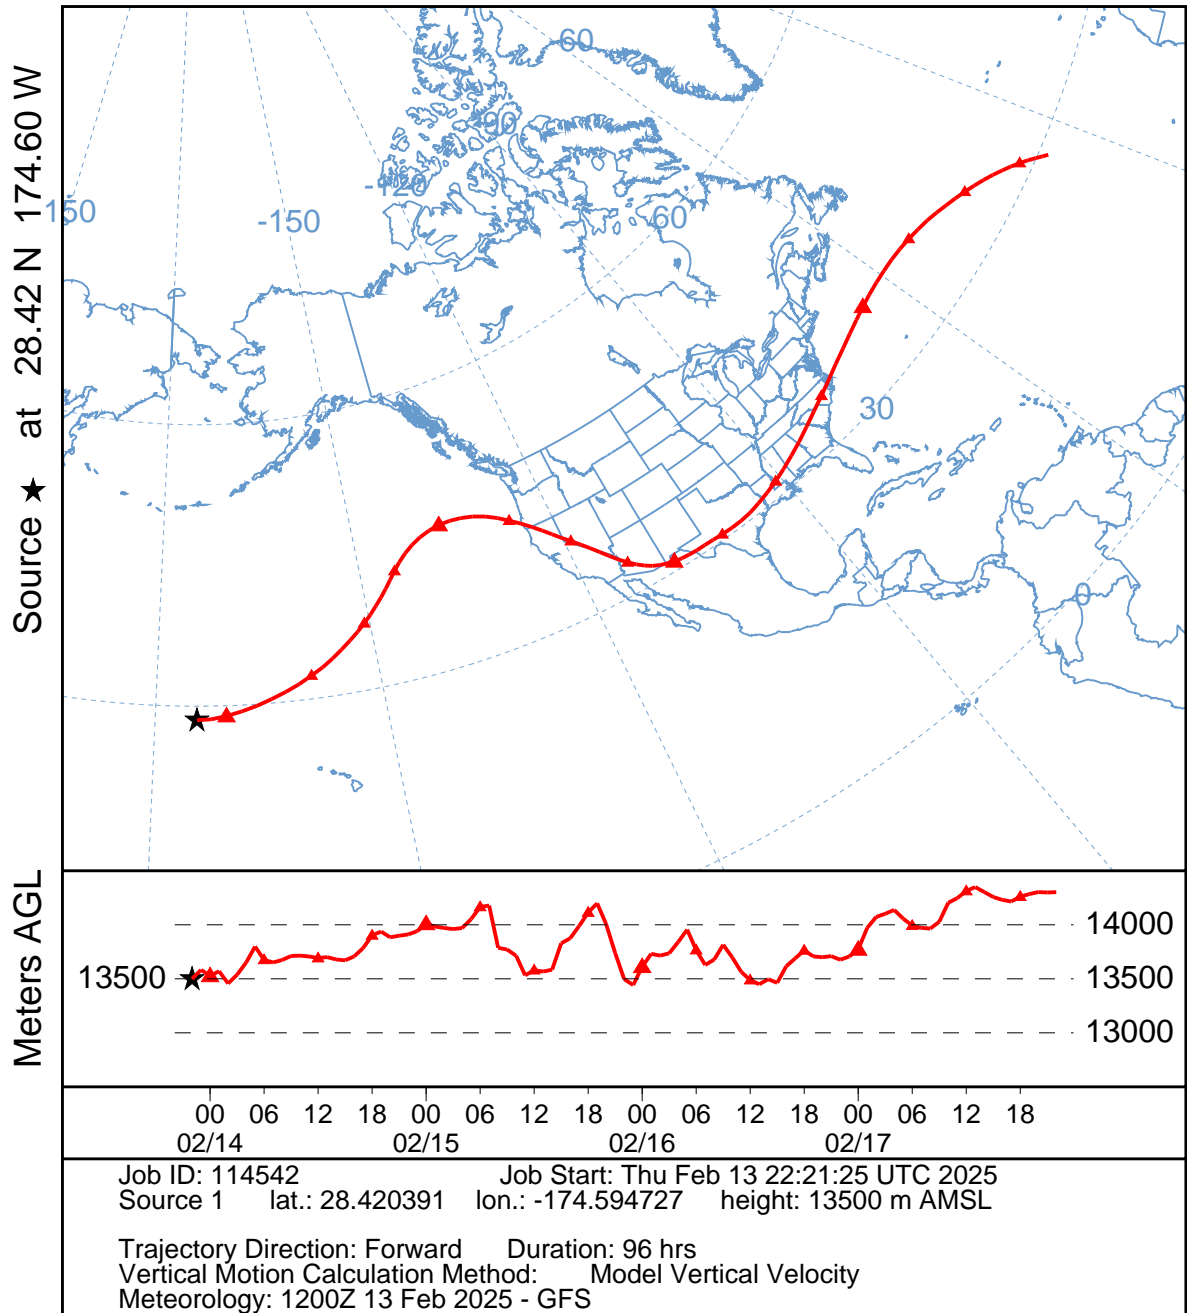 Source ★ at 28.42 N 174.60 W
60
-90
-120
150
-150
60
30
0
Meters AGL
14000
13500
13500
13000
00 06 12 18 00 06 12 18 00 06 12 18 00 06 12 18
02/14 02/15 02/16 02/17
Job ID: 114542 Job Start: Thu Feb 13 22:21:25 UTC 2025
Source 1 lat.: 28.420391 lon.: -174.594727 height: 13500 m AMSL
Trajectory Direction: Forward Duration: 96 hrs
Vertical Motion Calculation Method: Model Vertical Velocity
Meteorology: 1200Z 13 Feb 2025 - GFS